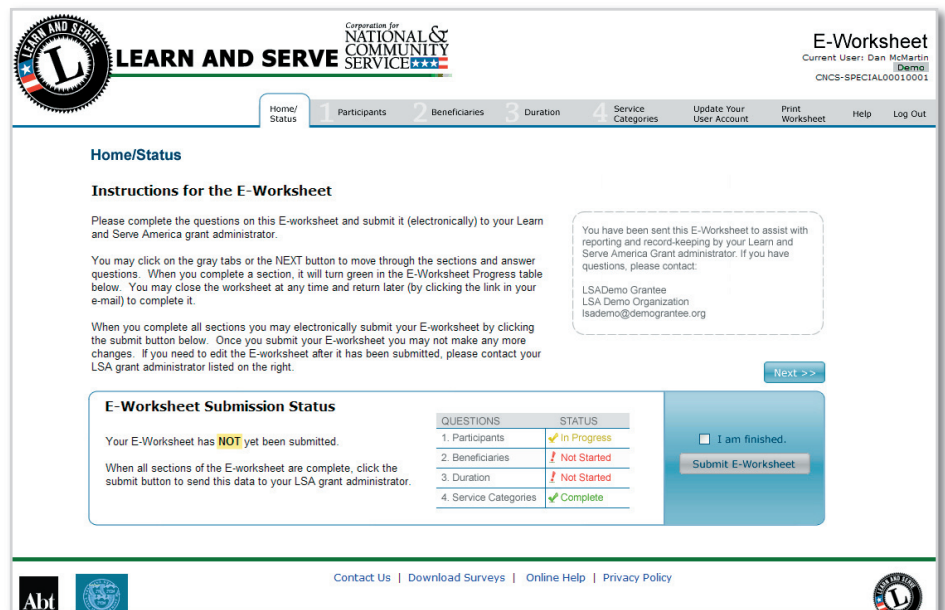 LEARN AND SERVE
L
LEARN AND SERVE
Corporation for
NATIONAL &
COMMUNITY
SERVICE
E-Worksheet
Current User: Dan McMartin
Demo
CNCS-SPECIAL00010001
Home/
Status
1 Participants
2 Beneficiaries
3 Duration
4 Service
Categories
Update Your
User Account
Print
Worksheet
Help
Log Out
Home/Status
Instructions for the E-Worksheet
Please complete the questions on this E-worksheet and submit it (electronically) to your Learn
and Serve America grant administrator.
You may click on the gray tabs or the NEXT button to move through the sections and answer
questions. When you complete a section, it will turn green in the E-Worksheet Progress table
below. You may close the worksheet at any time and return later (by clicking the link in your
e-mail) to complete it.
When you complete all sections you may electronically submit your E-worksheet by clicking
the submit button below. Once you submit your E-worksheet you may not make any more
changes. If you need to edit the E-worksheet after it has been submitted, please contact your
LSA grant administrator listed on the right.
You have been sent this E-Worksheet to assist with
reporting and record-keeping by your Learn and
Serve America Grant administrator. If you have
questions, please contact:
LSADemo Grantee
LSA Demo Organization
lsademo@demograntee.org
Next >>
E-Worksheet Submission Status
Your E-Worksheet has NOT yet been submitted.
When all sections of the E-worksheet are complete, click the
submit button to send this data to your LSA grant administrator.
QUESTIONS STATUS
1. Participants In Progress
2. Beneficiaries Not Started
3. Duration Not Started
4. Service Categories Complete
I am finished.
Submit E-Worksheet
Contact Us | Download Surveys | Online Help | Privacy Policy
Abt
L